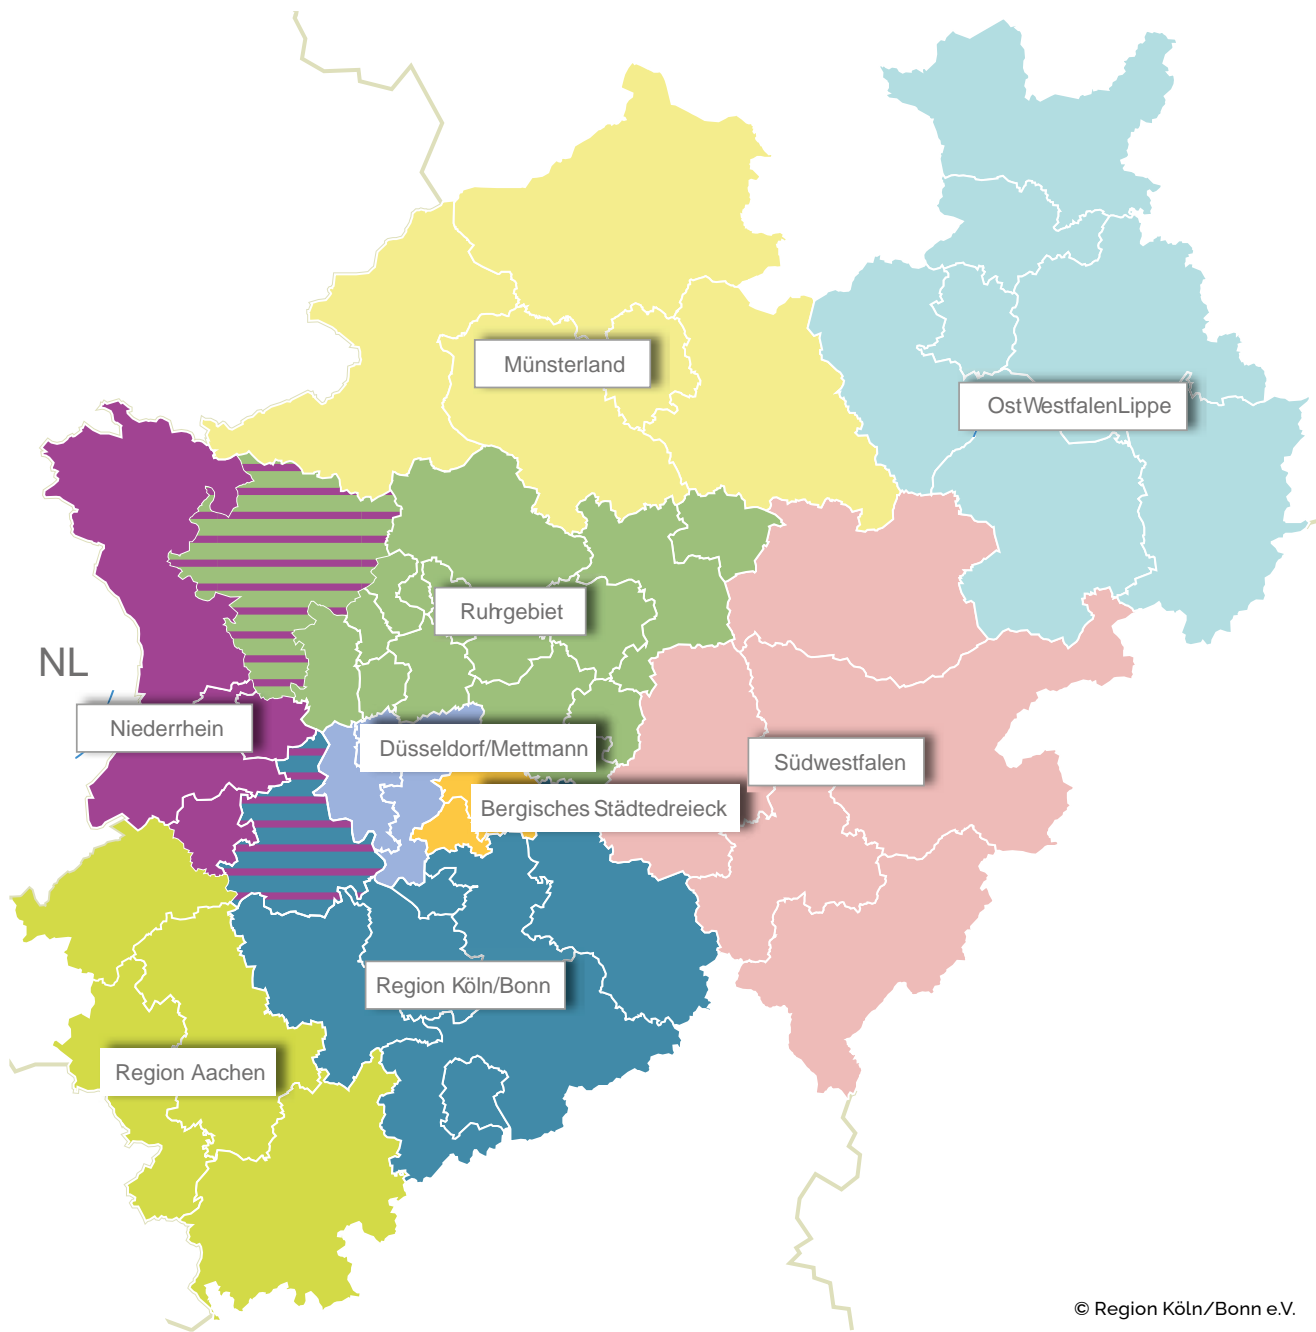 Münsterland
OstWestfalenLippe
Ruhrgebiet
NL
Niederrhein
Düsseldorf/Mettmann
Südwestfalen
Bergisches Städtedreieck
Region Köln/Bonn
Region Aachen
© Region Köln/Bonn e.V.